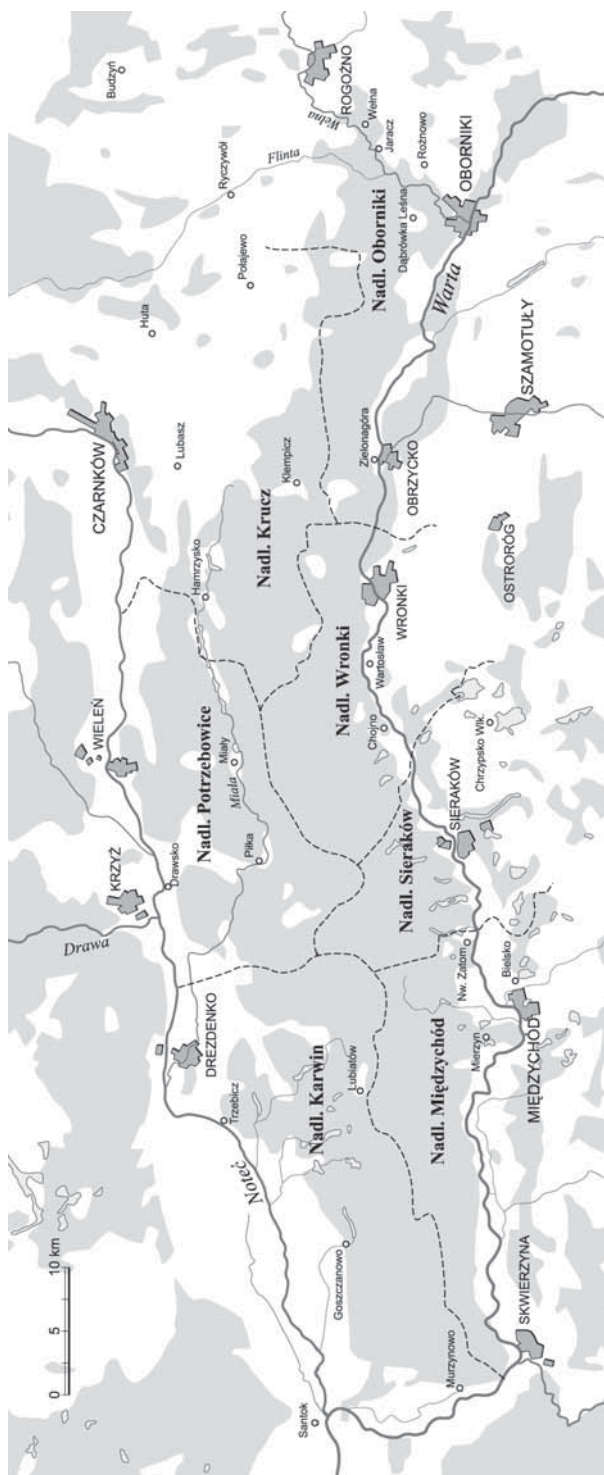 0
5
10 km
Budzyń
ROGOŹNO
Wełna
Wełna
Jaracz
Rożnowo
OBORNIKI
Flinta
Ryczywół
Dąbrówka Leśna
Nadl. Oborniki
Połajewo
Huta
Warta
SZAMOTUŁY
CZARNKÓW
Lubasz
Klempicz
Zielonagóra
OBRZYCKO
Nadl. Krucz
Hamrzysko
OSTRORÓG
WRONKI
Nadl. Wronki
Wartosław
Chojno
WIELEŃ
Miały
Miała
Nadl. Potrzebowice
Chrzypsko Wlk.
SIERAKÓW
Nadl. Sieraków
Piłka
KRZYŻ
Drawsko
Drawa
Nw. Zatom
Bielsko
DREZDENKO
Mierzyn
MIĘDZYCHÓD
Nadl. Międzychód
Lubiatów
Nadl. Karwin
Trzebicz
Noteć
Goszczanowo
SKWIERZYNA
Murzynowo
Santok